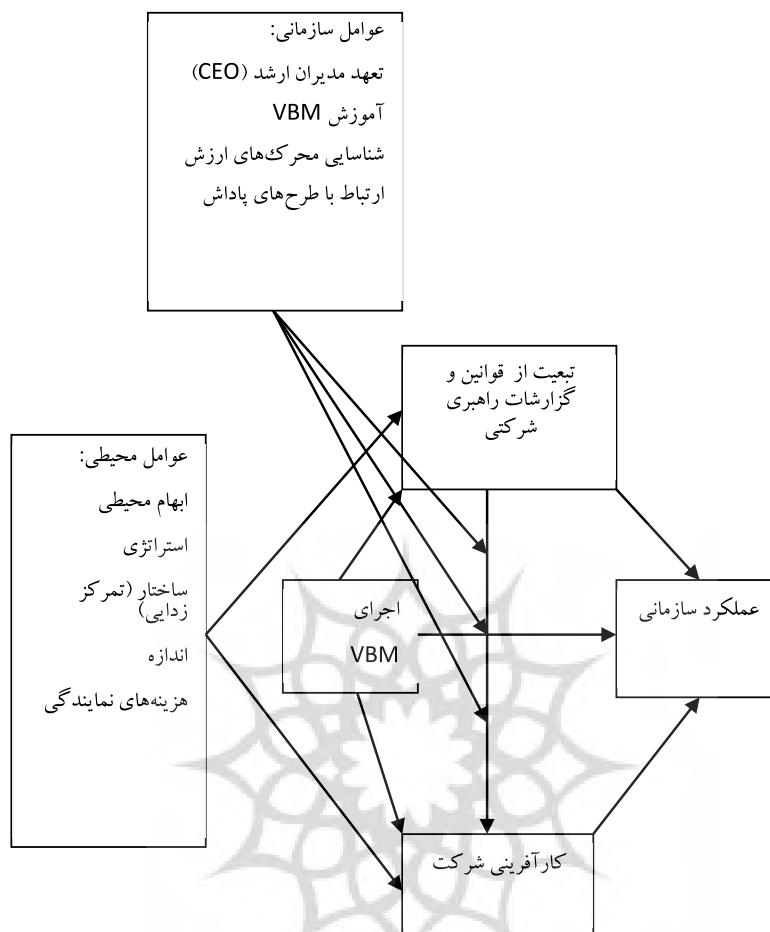 عوامل سازمانی:
تعهد مدیران ارشد (CEO)
آموزش VBM
شناسایی محرک‌های ارزش
ارتباط با طرح‌های پاداش
تبعیت از قوانین و
گزارشات راهبری
شرکتی
عوامل محیطی:
ابهام محیطی
استراتژی
ساختار (تمرکز
زدایی)
اندازه
هزینه‌های نمایندگی
اجرای
VBM
عملکرد سازمانی
کارآفرینی شرکت